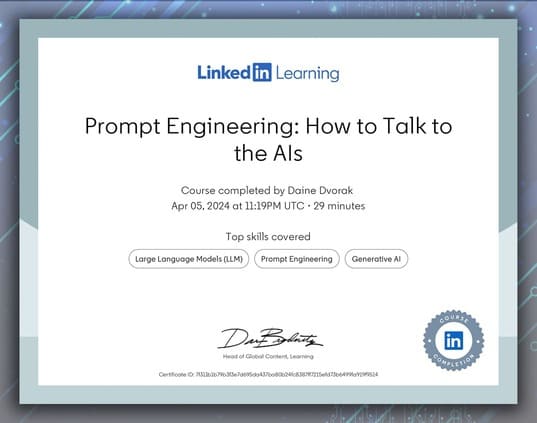 Linked in Learning
Prompt Engineering: How to Talk to
the AIs
Course completed by Daine Dvorak
Apr 05, 2024 at 11:19PM UTC • 29 minutes
Top skills covered
Large Language Models (LLM) Prompt Engineering Generative AI
Head of Global Content, Learning
COURSE
in
COMPLETION
Certificate ID: